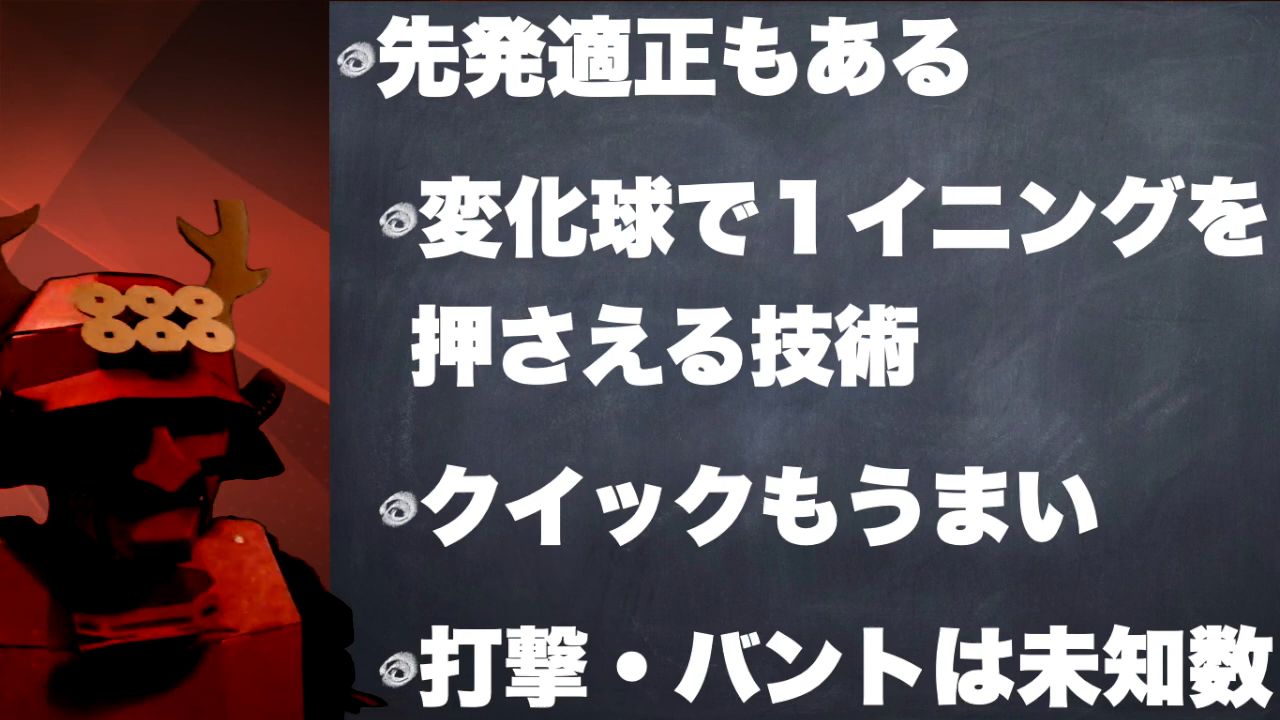 先発適正もある
変化球で１イニングを
押さえる技術
クイックもうまい
打撃・バントは未知数